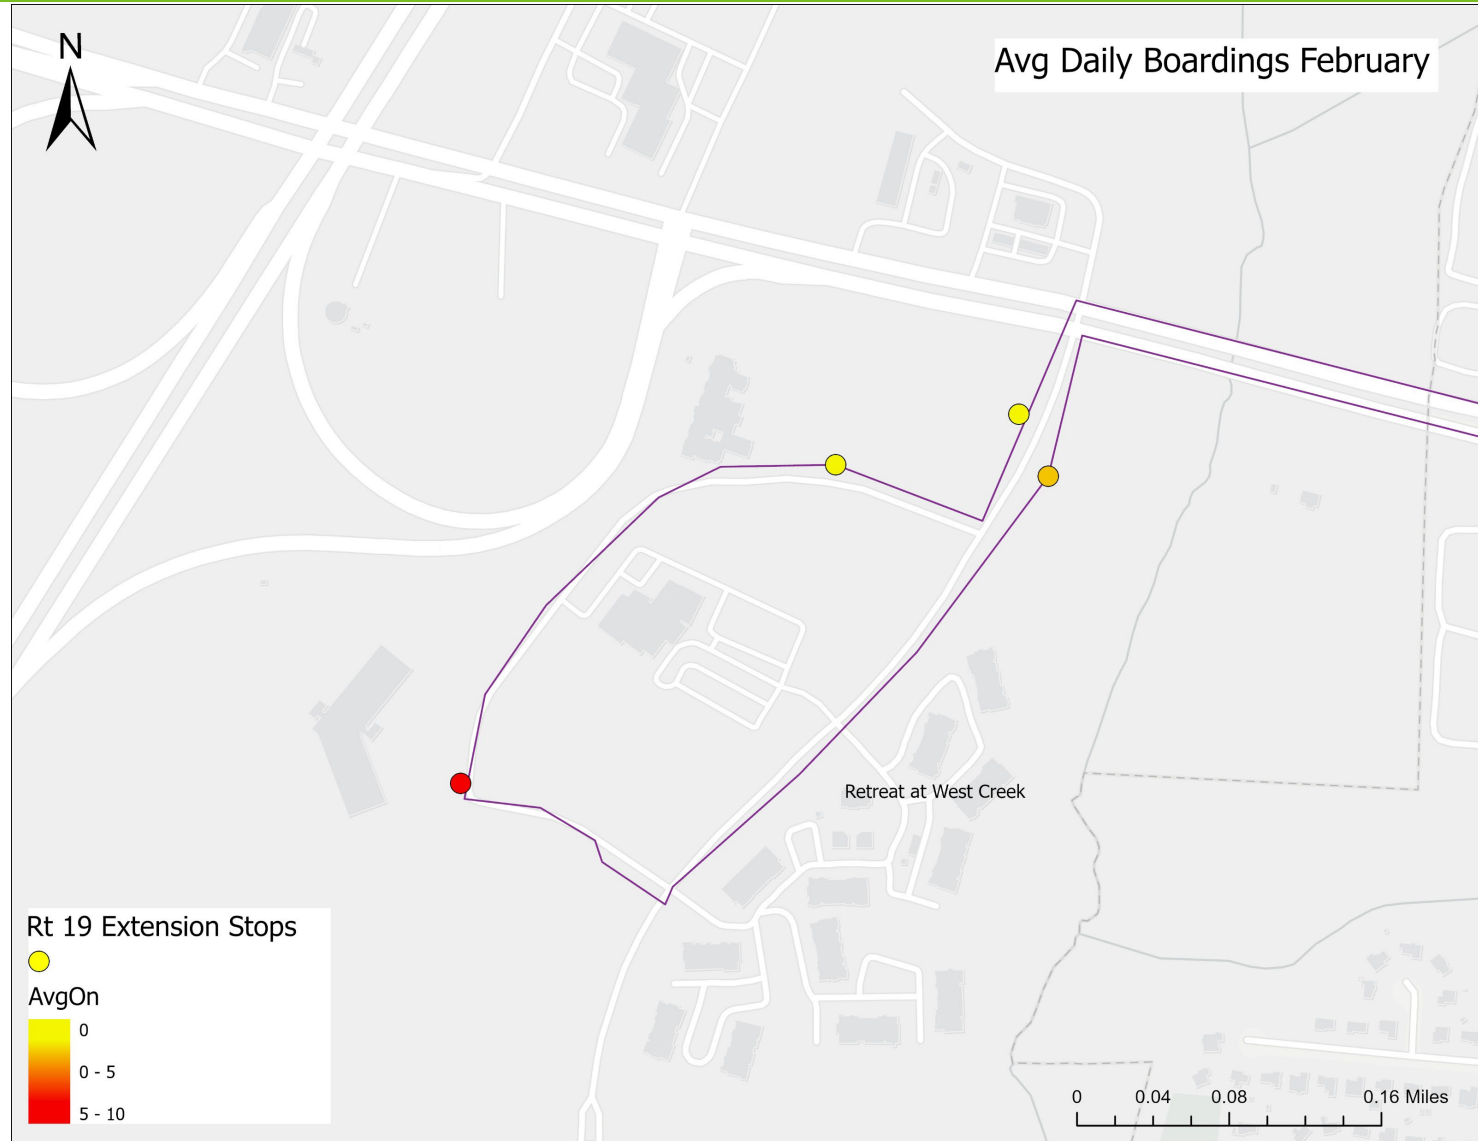 N
Avg Daily Boardings February
Retreat at West Creek
Rt 19 Extension Stops
AvgOn
0
0 - 5
5 - 10
0 0.04 0.08 0.16 Miles